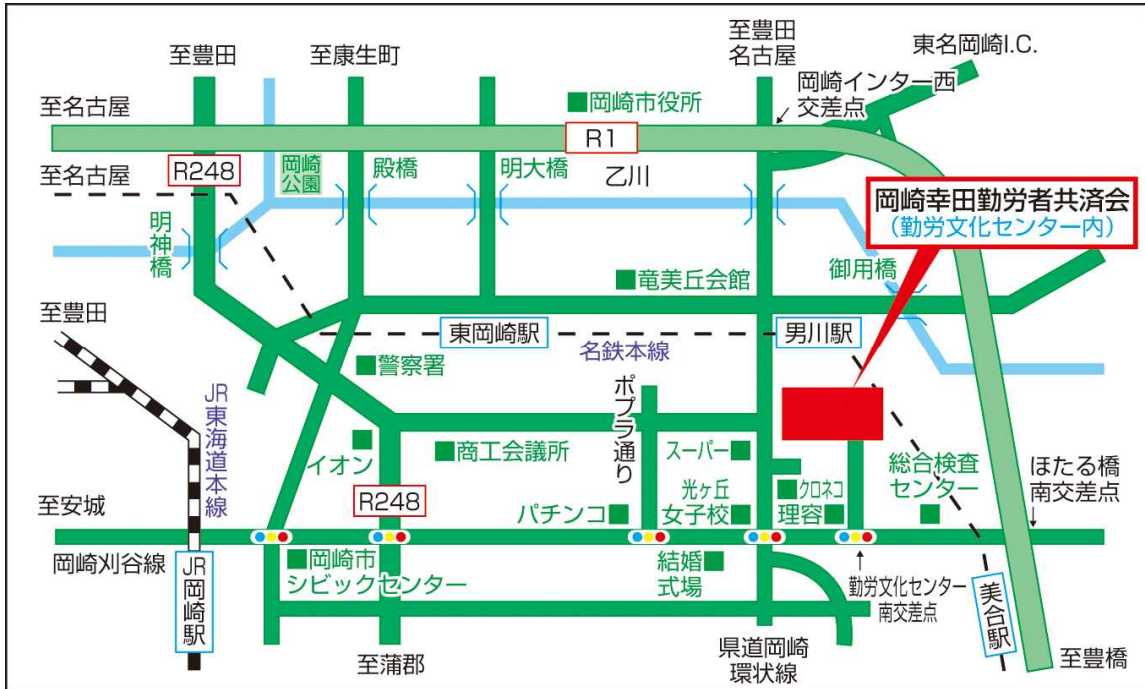 至豊田
至康生町
至豊田
名古屋
東名岡崎I.C.
岡崎インター西
交差点
至名古屋
■岡崎市役所
R1
至名古屋
R248
岡崎
公園
殿橋
明大橋
乙川
岡崎幸田勤労者共済会
(勤労文化センター内)
明神橋
■竜美丘会館
御用橋
至豊田
東岡崎駅
男川駅
名鉄本線
■警察署
JR東海道本線
ポプラ通り
イオン
■商工会議所
スーパー■
総合検査
センター
ほたる橋
南交差点
至安城
R248
パチンコ■
光ヶ丘
女子校■
■クロネコ
理容■
岡崎刈谷線
JR岡崎駅
■岡崎市
シビックセンター
結婚■
式場
勤労文化センター
南交差点
美合駅
至蒲郡
県道岡崎
環状線
至豊橋